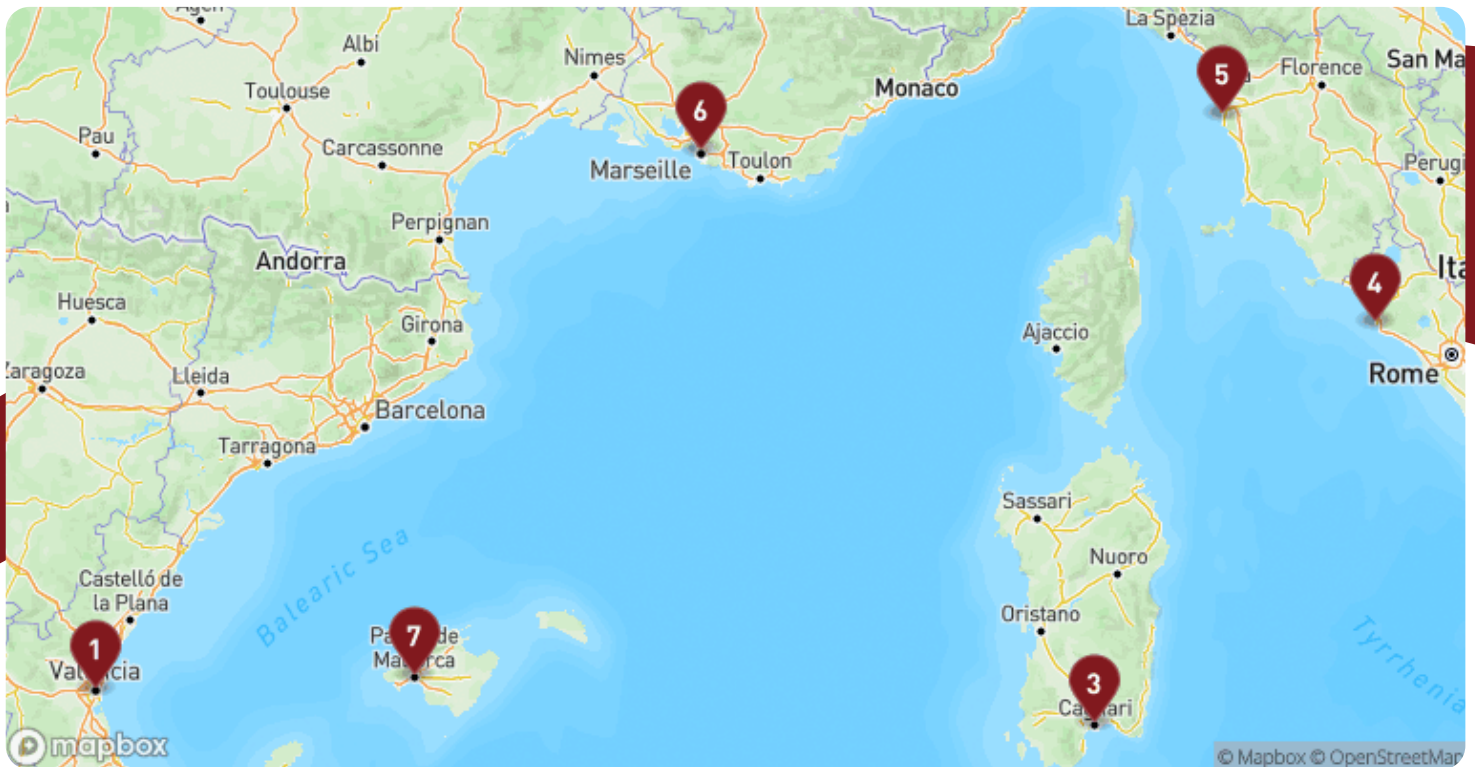 La Spezia
Albi
Nimes
San Ma
5
Florence
Toulouse
Monaco
6
Pau
Carcassonne
Marseille
Toulon
Perugi
Perpignan
Andorra
Ita
4
Huesca
Girona
Ajaccio
Zaragoza
Lleida
Rome
Barcelona
Tarragona
Sassari
Balearic Sea
Nuoro
Castelló de
la Plana
Oristano
1
7
Tyrrhenia
3
mapbox
© Mapbox © OpenStreetMap